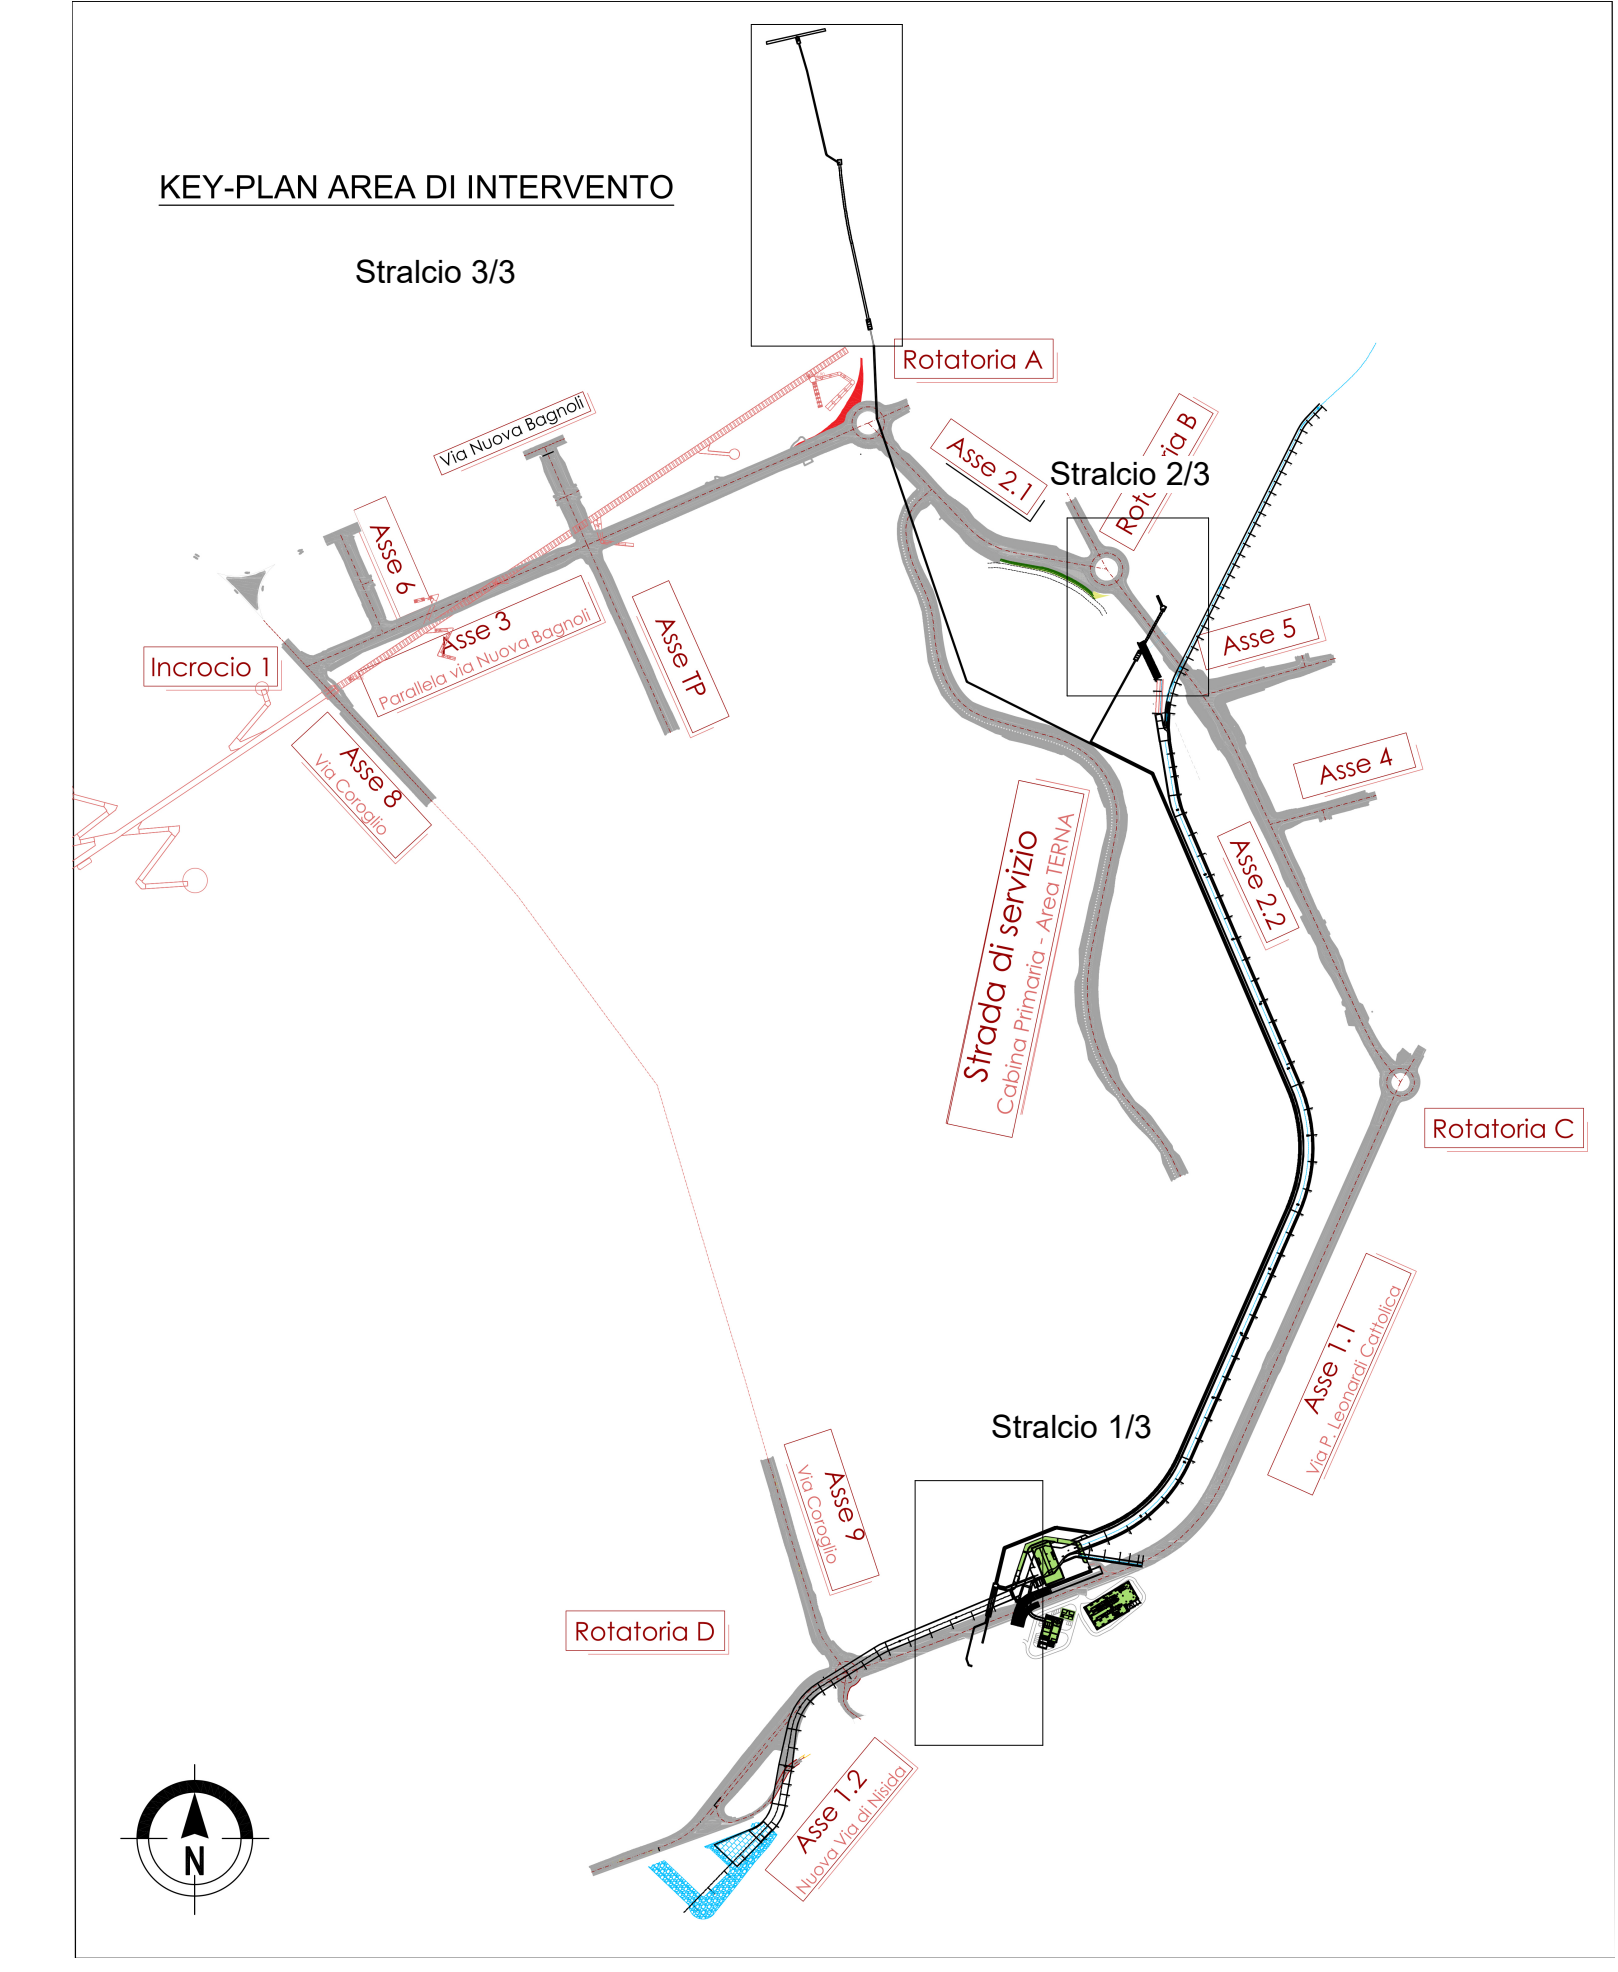 KEY-PLAN AREA DI INTERVENTO
Stralcio 3/3
Rotatoria A
Via Nuova Bagnoli
Asse 2.1
Rotatoria B
Stralcio 2/3
Asse 6
Asse 3
Parallela via Nuova Bagnoli
Asse TP
Asse 5
Incrocio 1
Asse 8
Via Coroglio
Asse 4
Strada di servizio
Cabina Primaria - Area TERNA
Asse 2.2
Rotatoria C
Asse 1.1
Via P. Leonardi Cattolica
Stralcio 1/3
Asse 9
Via Coroglio
Rotatoria D
Asse 1.2
Nuova Via di Nisida
N